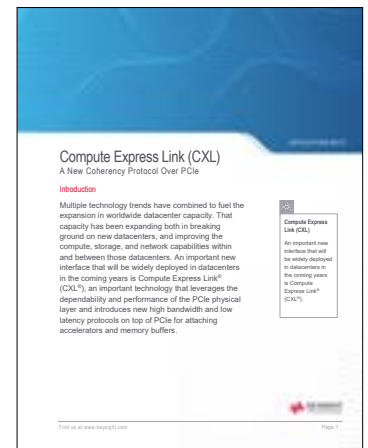 Compute Express Link (CXL)
A New Coherency Protocol Over PCIe
Introduction
Multiple technology trends have combined to fuel the
expansion in worldwide datacenter capacity. That
capacity has been expanding both in breaking
ground on new datacenters, and improving the
compute, storage, and network capabilities within
and between those datacenters. An important new
interface that will be widely deployed in datacenters
in the coming years is Compute Express Link®
(CXL®), an important technology that leverages the
dependability and performance of the PCIe physical
layer and introduces new high bandwidth and low
latency protocols on top of PCIe for attaching
accelerators and memory buffers.
Compute Express
Link (CXL)
An important new
interface that will
be widely deployed
in datacenters in
the coming years
is Compute
Express Link®
(CXL®).
Find us at www.keysight.com
Page 1